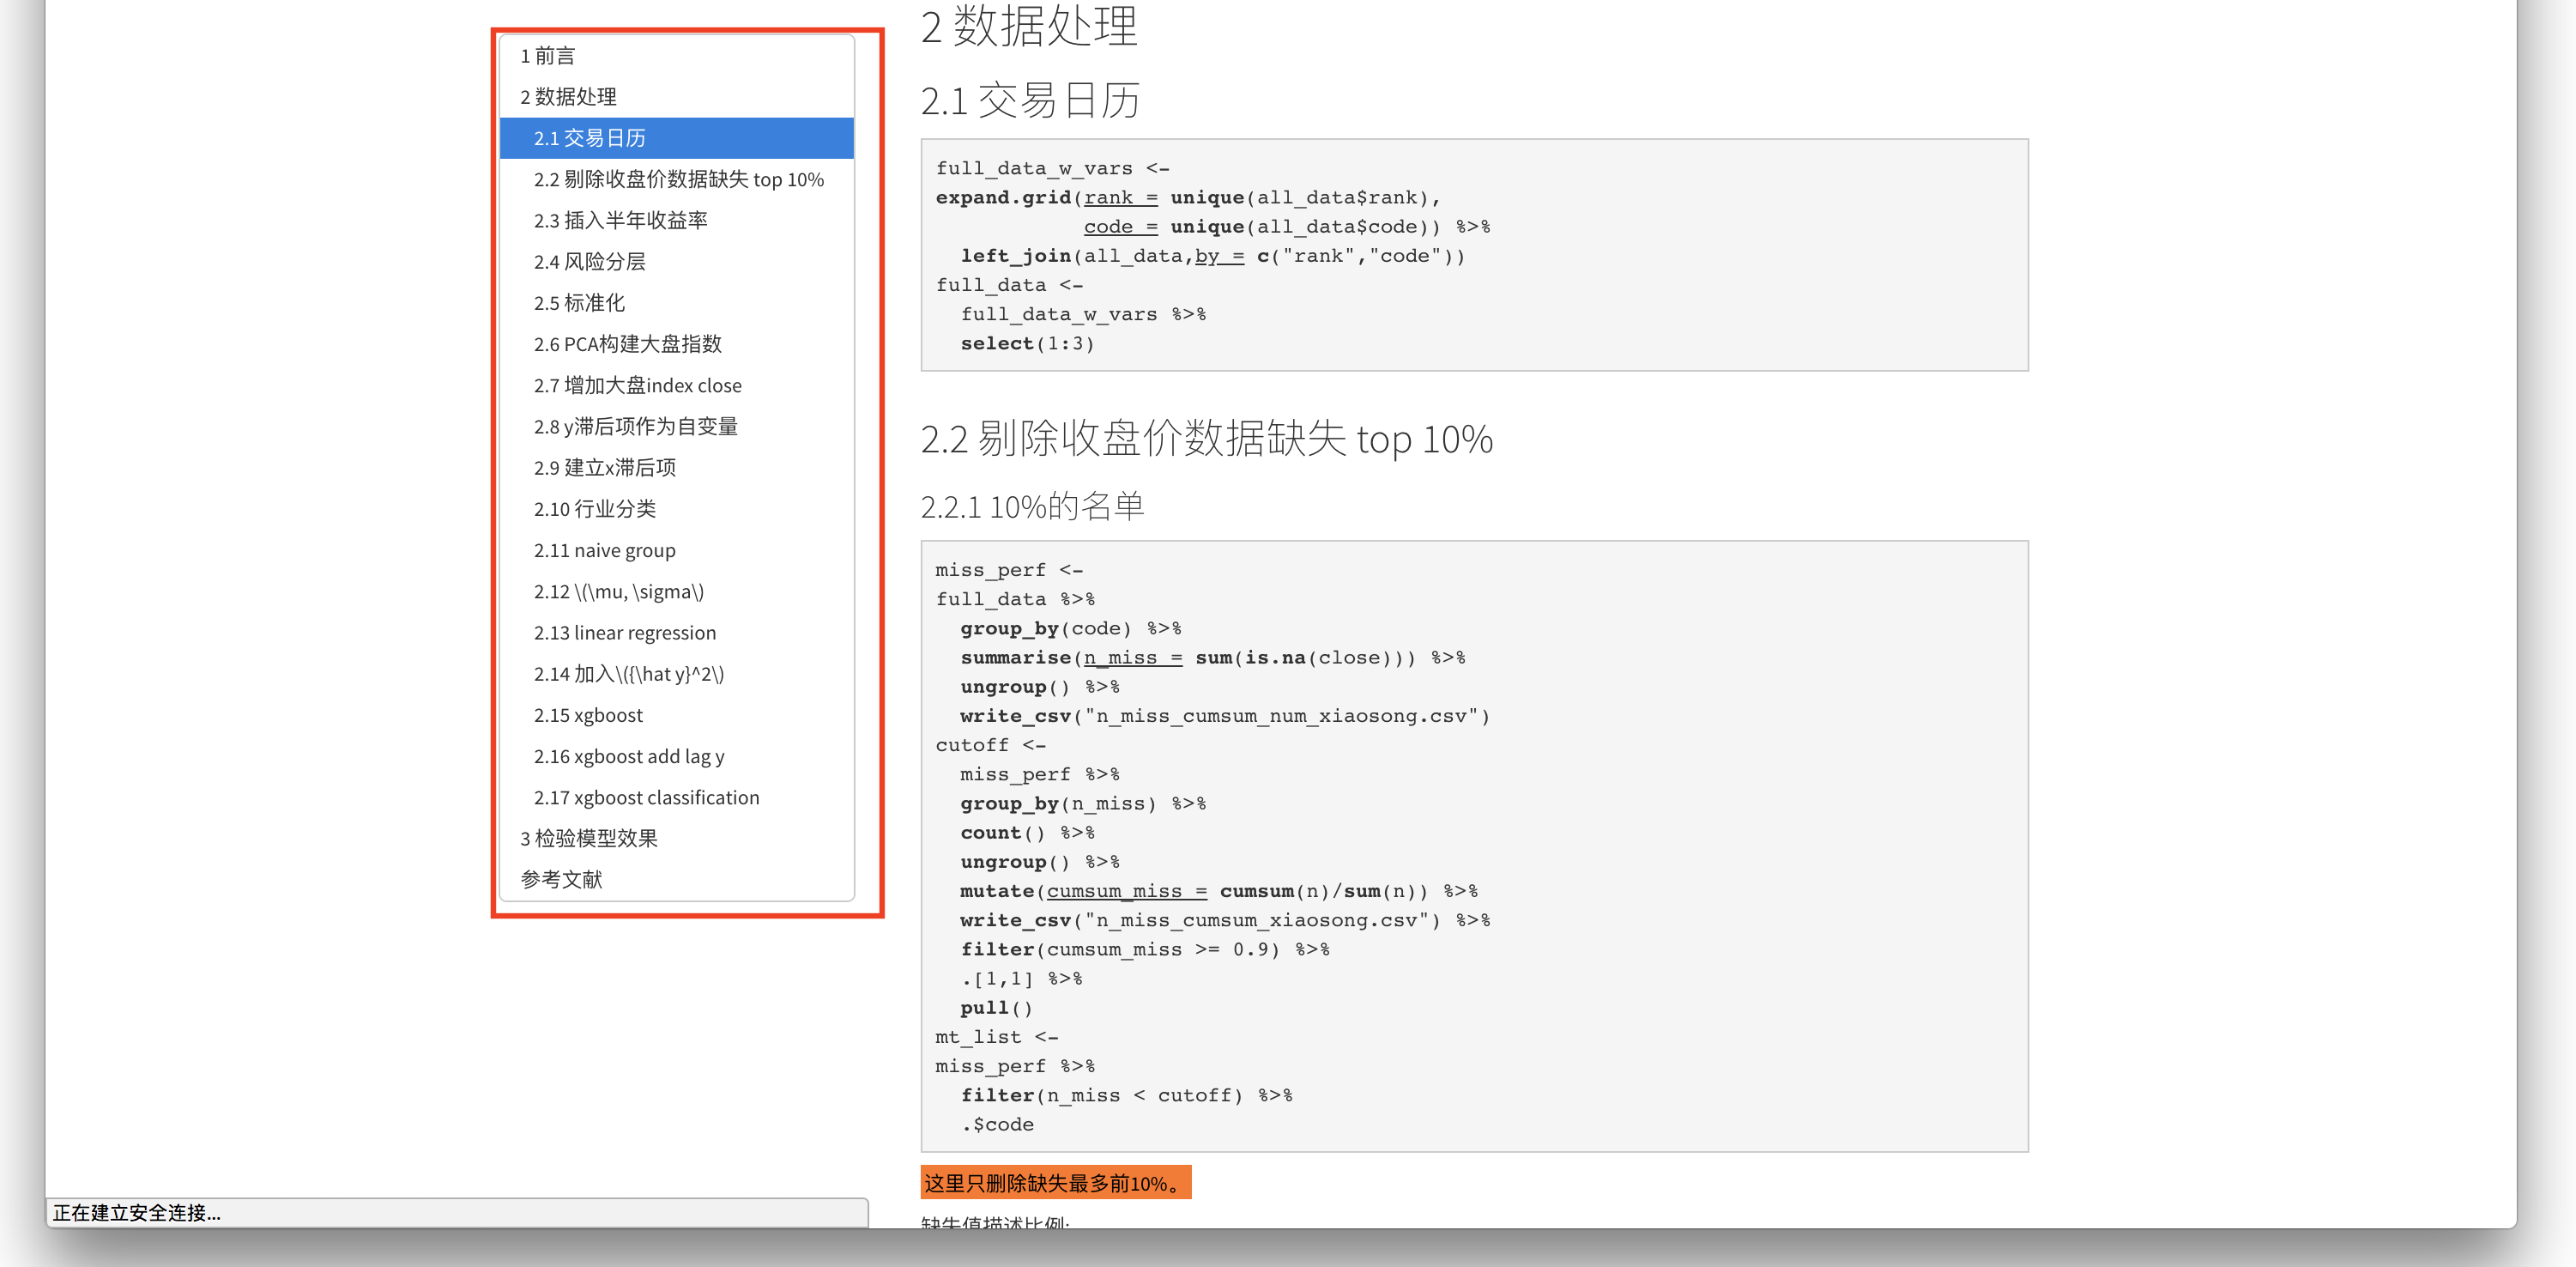 1 前言
2 数据处理
2.1 交易日历
2.2 剔除收盘价数据缺失 top 10%
2.3 插入半年收益率
2.4 风险分层
2.5 标准化
2.6 PCA构建大盘指数
2.7 增加大盘index close
2.8 y滞后项作为自变量
2.9 建立x滞后项
2.10 行业分类
2.11 naive group
2.12 \(\mu, \sigma\)
2.13 linear regression
2.14 加入\({\hat y}^2\)
2.15 xgboost
2.16 xgboost add lag y
2.17 xgboost classification
3 检验模型效果
参考文献
2 数据处理
2.1 交易日历
full_data_w_vars <-
expand.grid(rank = unique(all_data$rank),
            code = unique(all_data$code)) %>%
  left_join(all_data,by = c("rank","code"))
full_data <-
  full_data_w_vars %>%
  select(1:3)
2.2 剔除收盘价数据缺失 top 10%
2.2.1 10%的名单
miss_perf <-
full_data %>%
  group_by(code) %>%
  summarise(n_miss = sum(is.na(close))) %>%
  ungroup() %>%
  write_csv("n_miss_cumsum_num_xiaosong.csv")
cutoff <-
  miss_perf %>%
  group_by(n_miss) %>%
  count() %>%
  ungroup() %>%
  mutate(cumsum_miss = cumsum(n)/sum(n)) %>%
  write_csv("n_miss_cumsum_xiaosong.csv") %>%
  filter(cumsum_miss >= 0.9) %>%
  .[1,1] %>%
  pull()
mt_list <-
miss_perf %>%
  filter(n_miss < cutoff) %>%
  .$code
这里只删除缺失最多前10%。
缺失值描述比例:
正在建立安全连接...